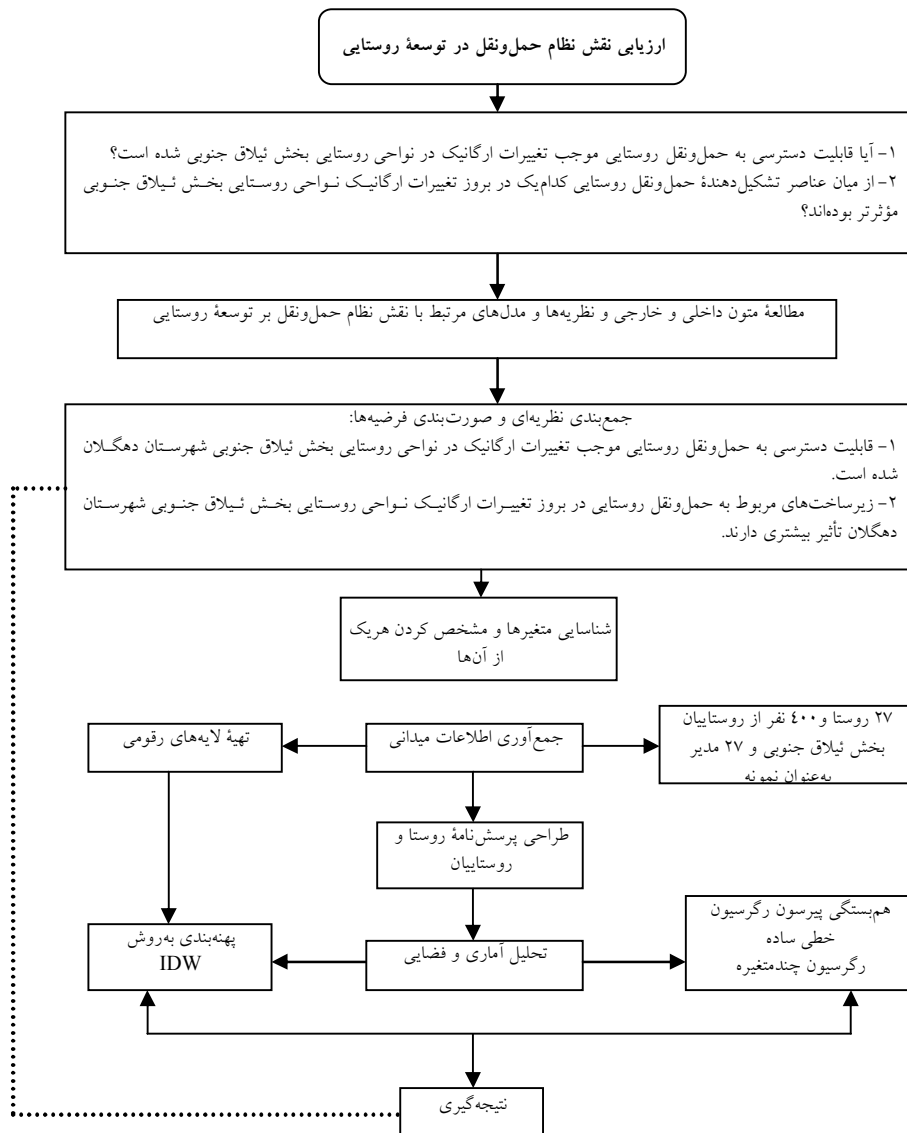 ارزیابی نقش نظام حمل‌ونقل در توسعهٔ روستایی
۱- آیا قابلیت دسترسی به حمل‌ونقل روستایی موجب تغییرات ارگانیک در نواحی روستایی بخش ئیلاق جنوبی شده است؟
۲- از میان عناصر تشکیل‌دهندهٔ حمل‌ونقل روستایی کدام‌یک در بروز تغییرات ارگانیک نواحی روستایی بخش ئیلاق جنوبی
مؤثرتر بوده‌اند؟
مطالعهٔ متون داخلی و خارجی و نظریه‌ها و مدل‌های مرتبط با نقش نظام حمل‌ونقل بر توسعهٔ روستایی
جمع‌بندی نظریه‌ای و صورت‌بندی فرضیه‌ها:
۱- قابلیت دسترسی به حمل‌ونقل روستایی موجب تغییرات ارگانیک در نواحی روستایی بخش ئیلاق جنوبی شهرستان دهگلان
شده است.
۲- زیرساخت‌های مربوط به حمل‌ونقل روستایی در بروز تغییرات ارگانیک نواحی روستایی بخش ئیلاق جنوبی شهرستان
دهگلان تأثیر بیشتری دارند.
شناسایی متغیرها و مشخص کردن هریک
از آن‌ها
۲۷ روستا و ۴۰۰ نفر از روستاییان
بخش ئیلاق جنوبی و ۲۷ مدیر
به‌عنوان نمونه
جمع‌آوری اطلاعات میدانی
تهیهٔ لایه‌های رقومی
طراحی پرسش‌نامهٔ روستا و
روستاییان
هم‌بستگی پیرسون رگرسیون
خطی ساده
رگرسیون چندمتغیره
تحلیل آماری و فضایی
پهنه‌بندی به‌روش
IDW
نتیجه‌گیری